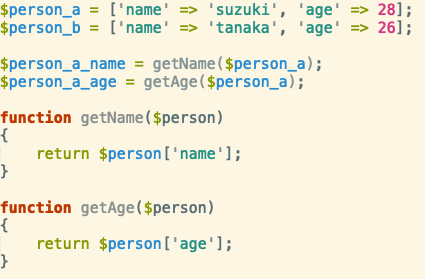 $person_a = ['name' => 'suzuki', 'age' => 28];
$person_b = ['name' => 'tanaka', 'age' => 26];

$person_a_name = getName($person_a);
$person_a_age = getAge($person_a);

function getName($person)
{
    return $person['name'];
}

function getAge($person)
{
    return $person['age'];
}